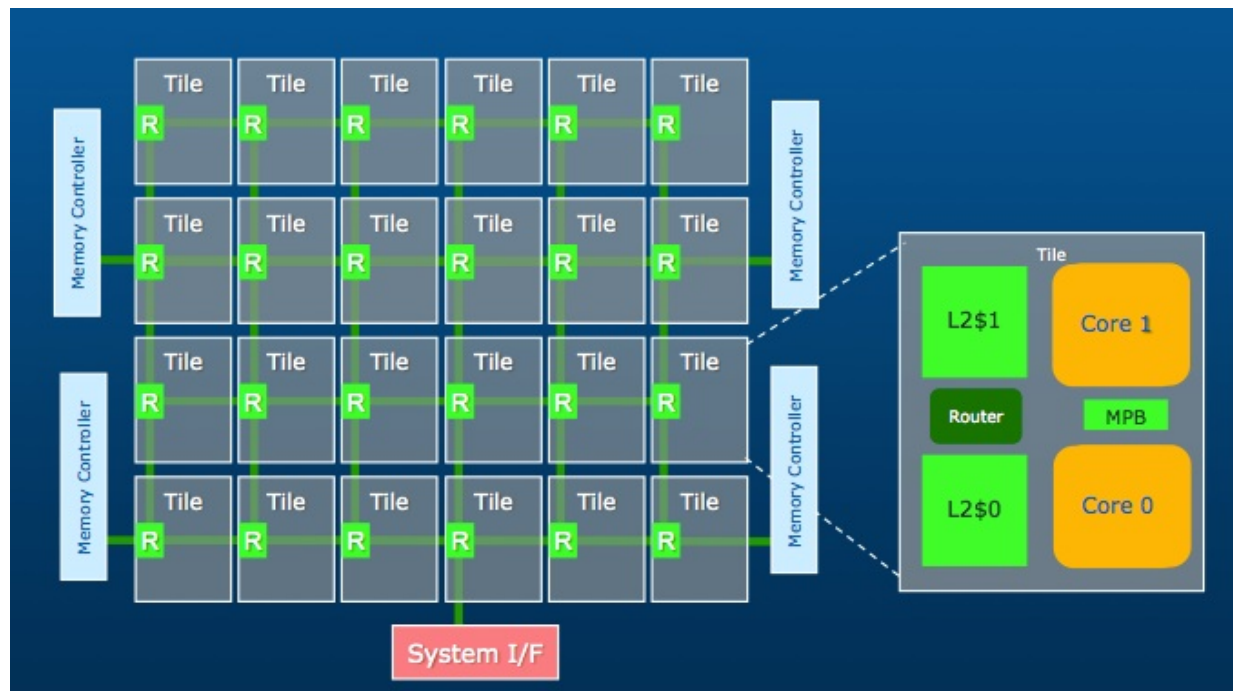 Tile Tile Tile Tile Tile Tile
R R R R R R
Memory Controller
Memory Controller
Tile Tile Tile Tile Tile Tile
R R R R R R
Tile Tile Tile Tile Tile Tile
R R R R R R
Memory Controller
Memory Controller
Tile Tile Tile Tile Tile Tile
R R R R R R
System I/F
Tile
L2$1
Core 1
Router
MPB
L2$0
Core 0